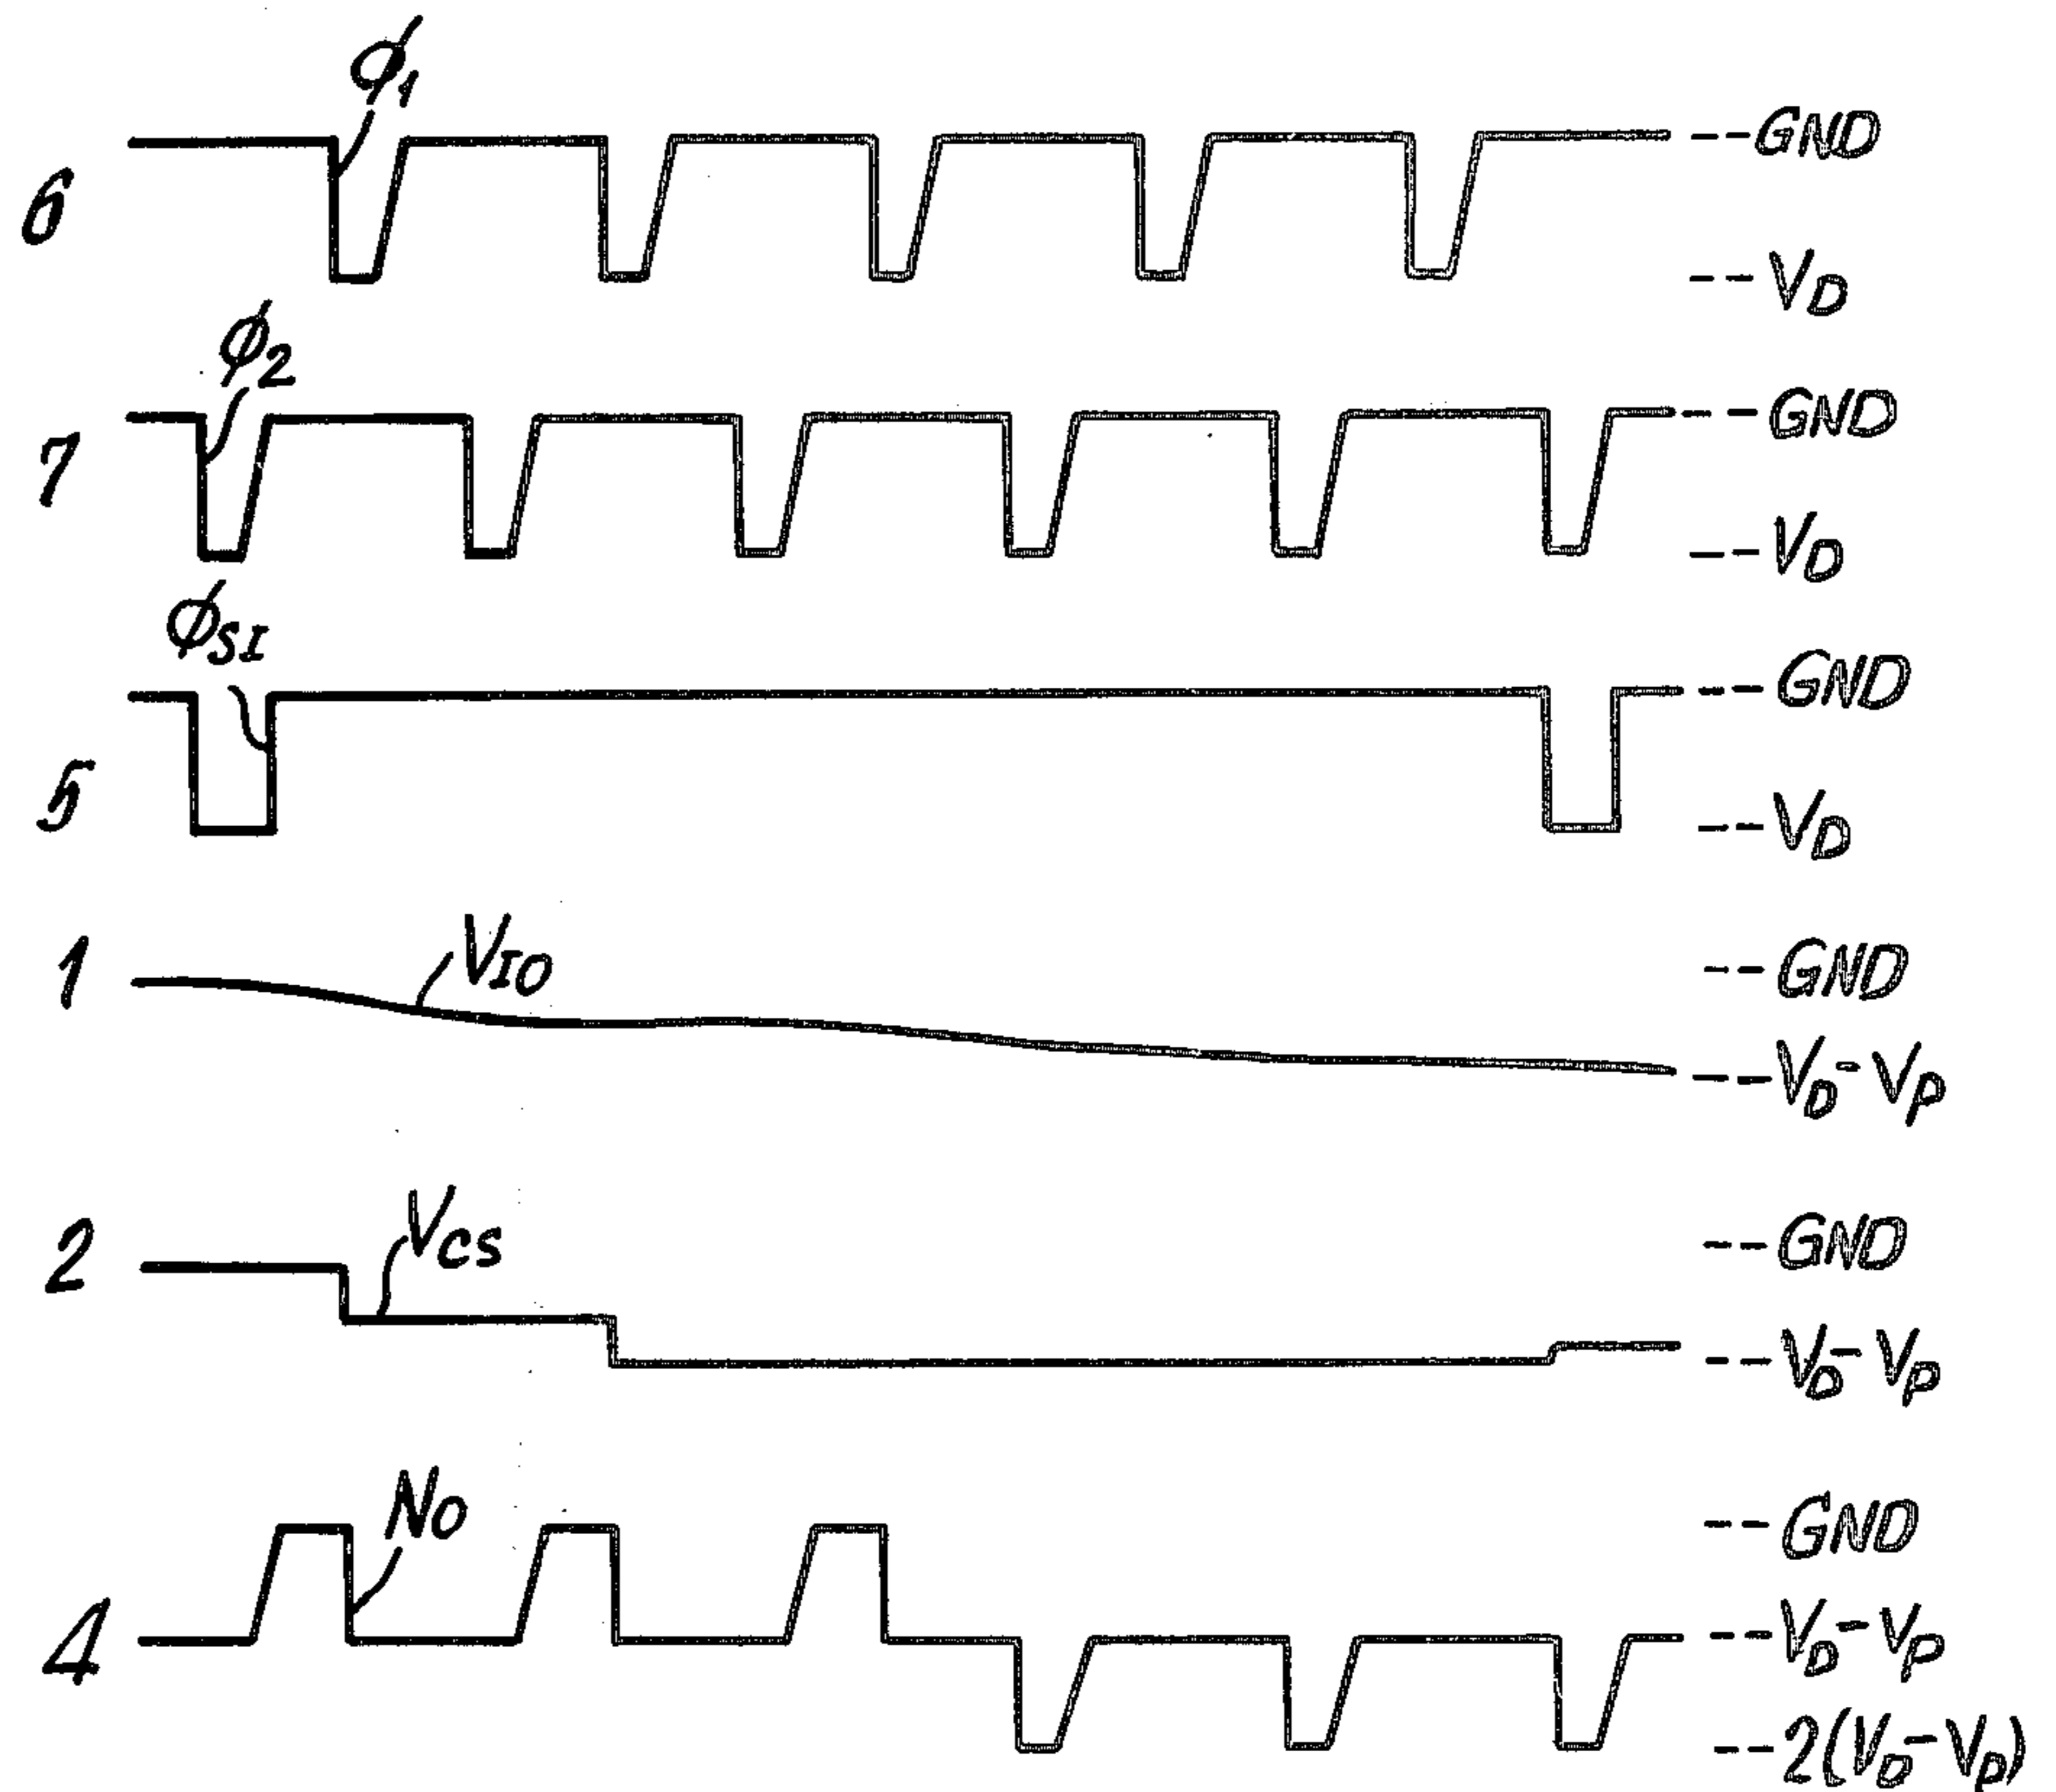 ϕ1
6
--GND
--VD
ϕ2
7
--GND
--VD
ϕSI
5
--GND
--VD
1
VIO
--GND
--VD-VP
2
VCS
--GND
--VD-VP
4
NO
--GND
--VD-VP
--2(VD-VP)